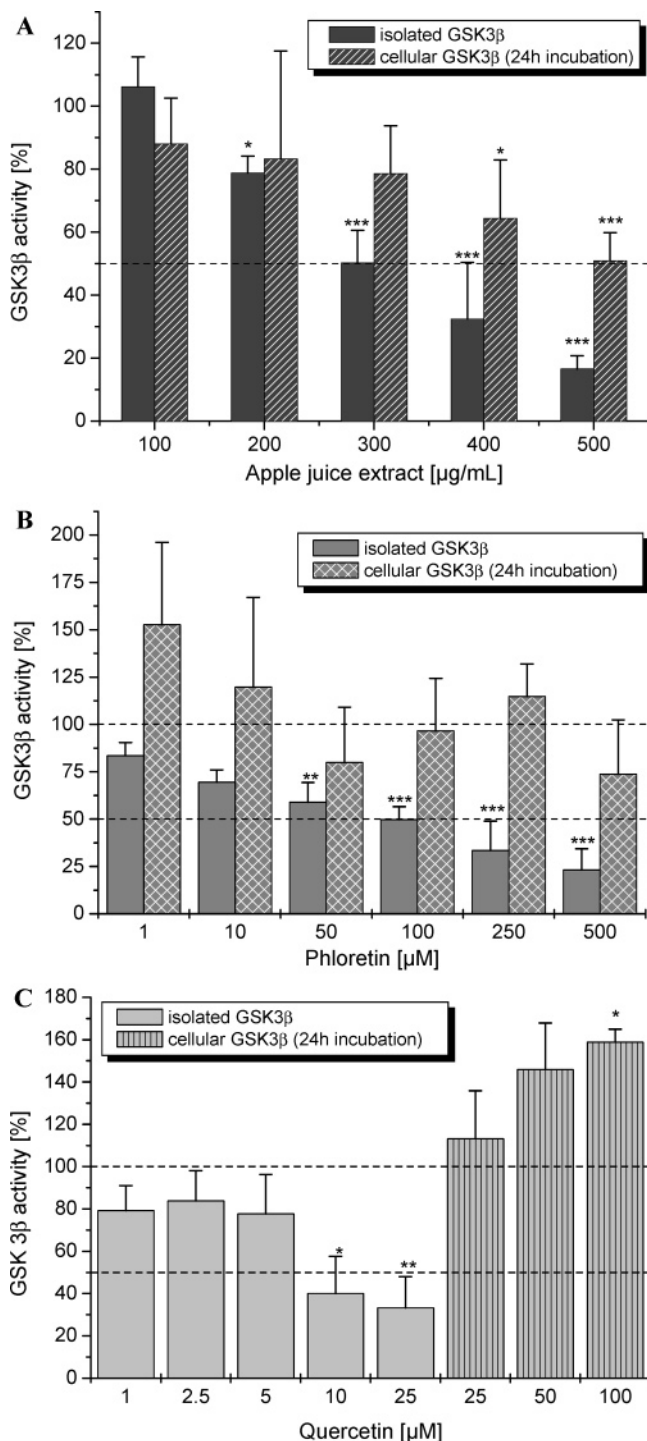 A
isolated GSK3β
cellular GSK3β (24h incubation)
GSK3β activity [%]
120
100
80
60
40
20
0
*
***
***
*
***
***
100 200 300 400 500
Apple juice extract [µg/mL]
B
isolated GSK3β
cellular GSK3β (24h incubation)
GSK3β activity [%]
200
175
150
125
100
75
50
25
0
**
***
***
***
1 10 50 100 250 500
Phloretin [µM]
C
isolated GSK3β
cellular GSK3β (24h incubation)
GSK 3β activity [%]
180
160
140
120
100
80
60
40
20
0
*
**
*
1 2.5 5 10 25 25 50 100
Quercetin [µM]